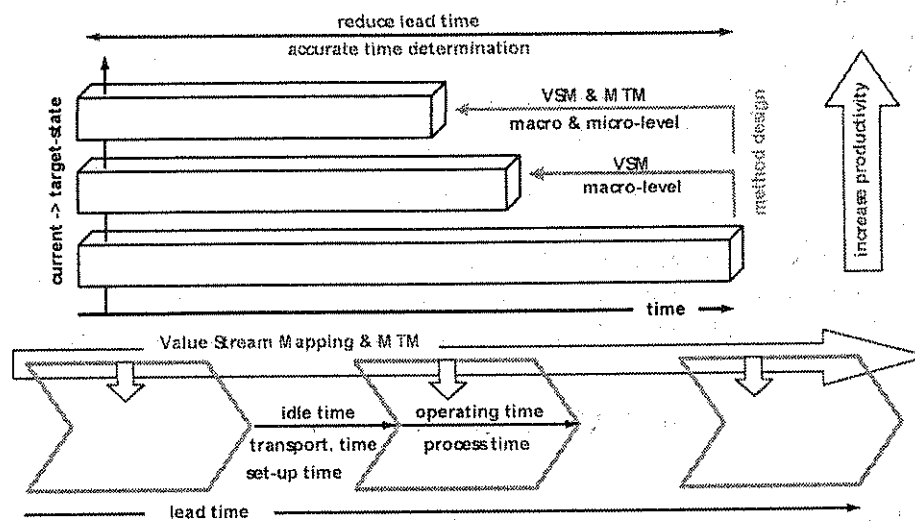 reduce lead time
accurate time determination
current -> target-state
VSM & MTM
macro & micro-level
VSM
macro-level
method design
increase productivity
time
Value Stream Mapping & MTM
idle time
operating time
transport. time
process time
set-up time
lead time